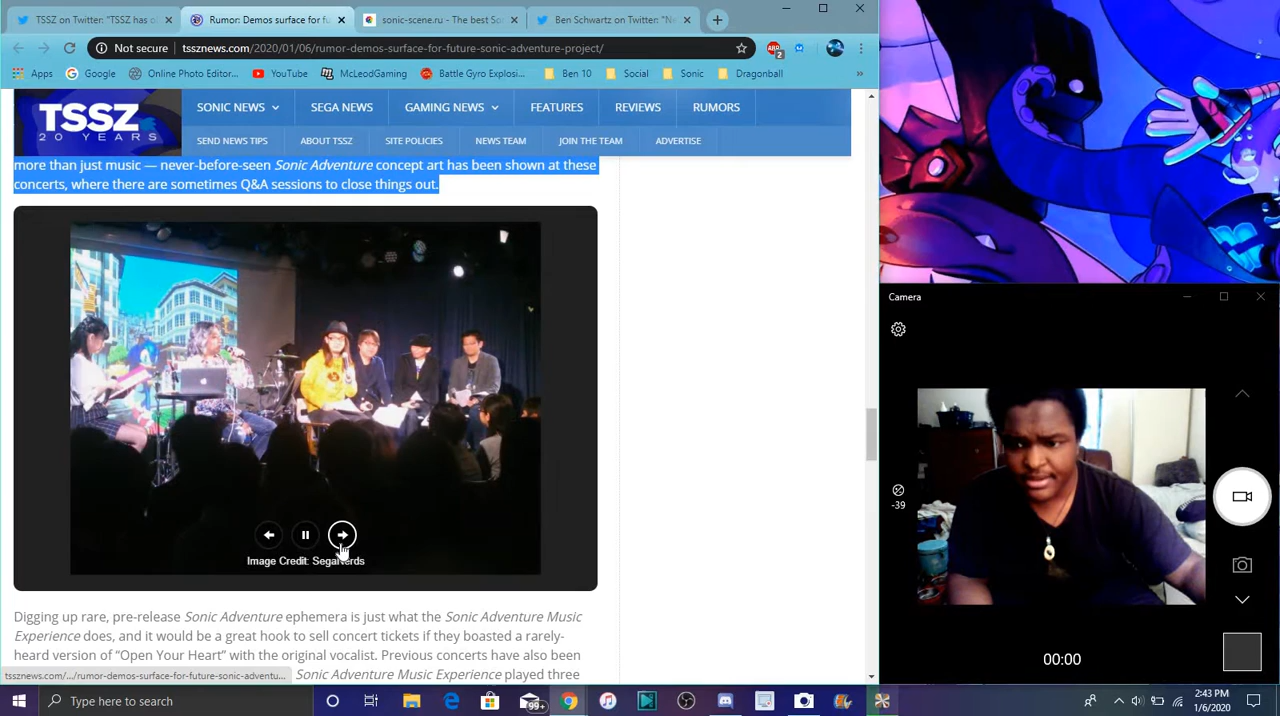 TSSZ on Twitter: "TSSZ has o
Rumor: Demos surface for fu
sonic-scene.ru - The best So
Ben Schwartz on Twitter: "Ne
Not secure
tssznews.com/2020/01/06/rumor-demos-surface-for-future-sonic-adventure-project/
Apps
Google
Online Photo Editor...
YouTube
McLeodGaming
Battle Gyro Explosi...
Ben 10
Social
Sonic
Dragonball
»
TSSZ
20 YEARS
SONIC NEWS
SEGA NEWS
GAMING NEWS
FEATURES
REVIEWS
RUMORS
SEND NEWS TIPS
ABOUT TSSZ
SITE POLICIES
NEWS TEAM
JOIN THE TEAM
ADVERTISE
more than just music — never-before-seen Sonic Adventure concept art has been shown at these
concerts, where there are sometimes Q&A sessions to close things out.
Image Credit: SegaNerds
Digging up rare, pre-release Sonic Adventure ephemera is just what the Sonic Adventure Music
Experience does, and it would be a great hook to sell concert tickets if they boasted a rarely-
heard version of “Open Your Heart” with the original vocalist. Previous concerts have also been
Sonic Adventure Music Experience played three
tssznews.com/.../rumor-demos-surface-for-future-sonic-adventu...
Camera
-39
00:00
Type here to search
99+
2:43 PM
1/6/2020